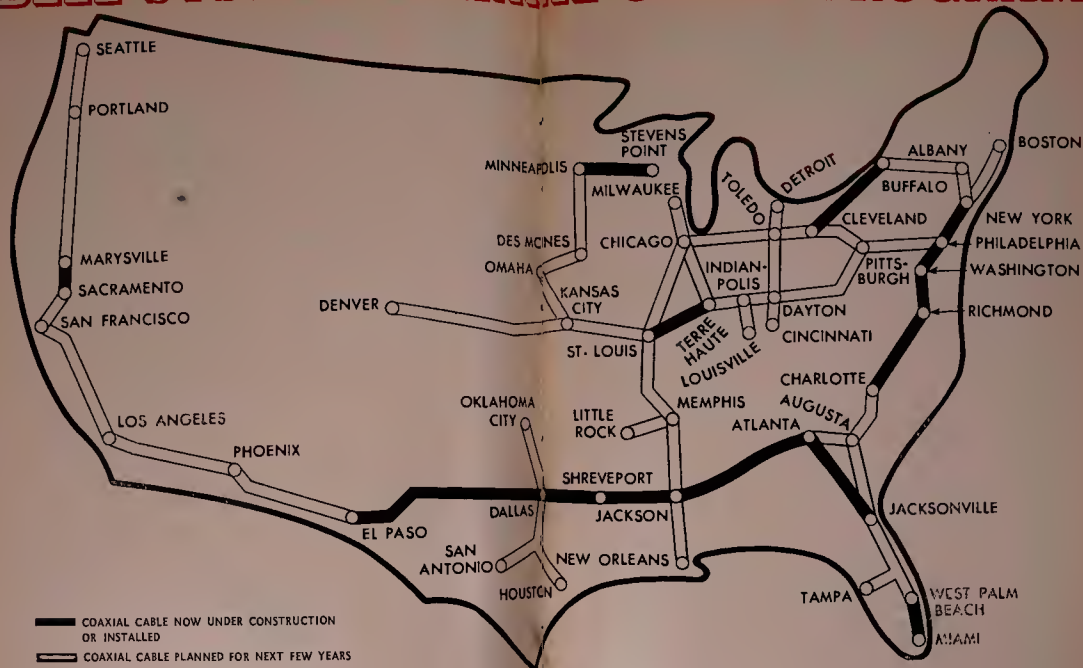 SEATTLE
PORTLAND
MARYSVILLE
SACRAMENTO
SAN FRANCISCO
LOS ANGELES
PHOENIX
EL PASO
DENVER
STEVENS
POINT
MINNEAPOLIS
MILWAUKEE
DES MOINES
OMAHA
KANSAS
CITY
ST. LOUIS
CHICAGO
TOLEDO
DETROIT
INDIAN-
POLIS
TERRE
HAUTE
LOUISVILLE
DAYTON
CINCINNATI
CLEVELAND
BUFFALO
ALBANY
BOSTON
NEW YORK
PHILADELPHIA
PITTS-
BURGH
WASHINGTON
RICHMOND
CHARLOTTE
AUGUSTA
ATLANTA
MEMPHIS
LITTLE
ROCK
OKLAHOMA
CITY
SHREVEPORT
DALLAS
JACKSON
SAN
ANTONIO
HOUSTON
NEW ORLEANS
JACKSONVILLE
TAMPA
WEST PALM
BEACH
MIAMI
COAXIAL CABLE NOW UNDER CONSTRUCTION
OR INSTALLED
COAXIAL CABLE PLANNED FOR NEXT FEW YEARS